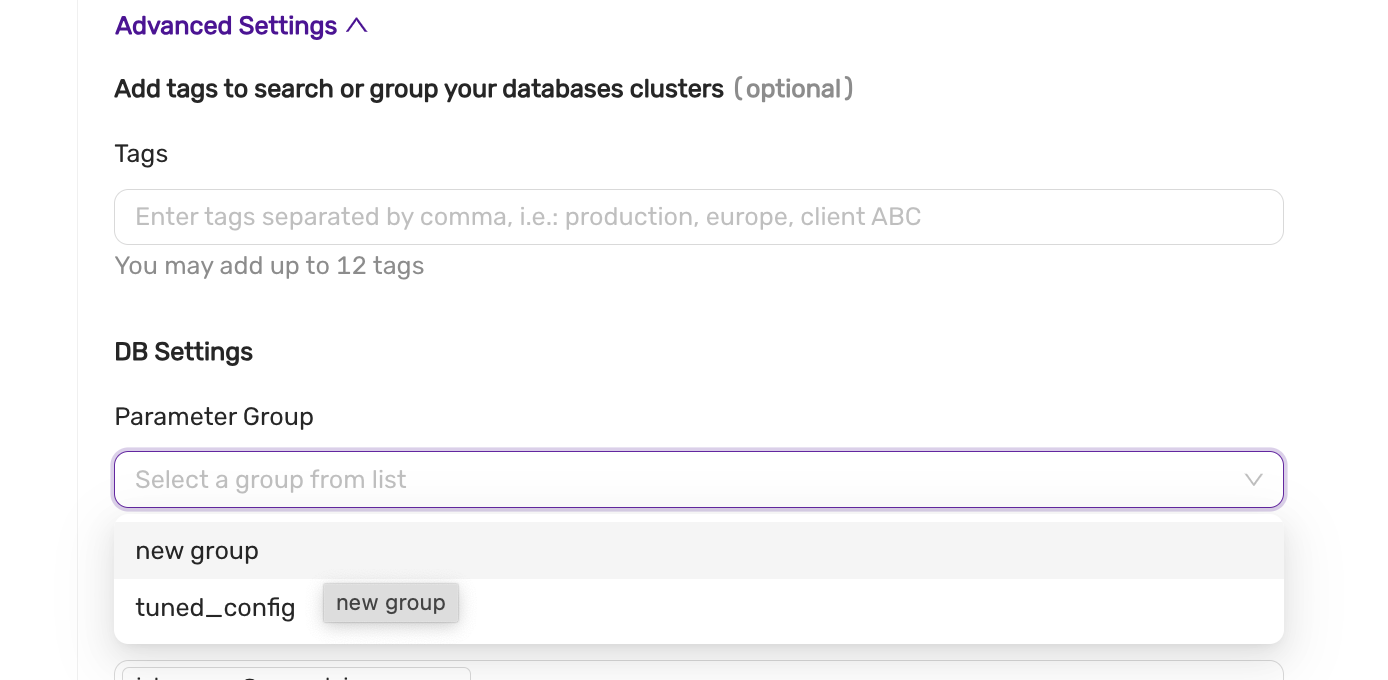 Advanced Settings
Add tags to search or group your databases clusters (optional)
Tags
Enter tags separated by comma, i.e.: production, europe, client ABC
You may add up to 12 tags
DB Settings
Parameter Group
Select a group from list
new group
tuned_config
new group